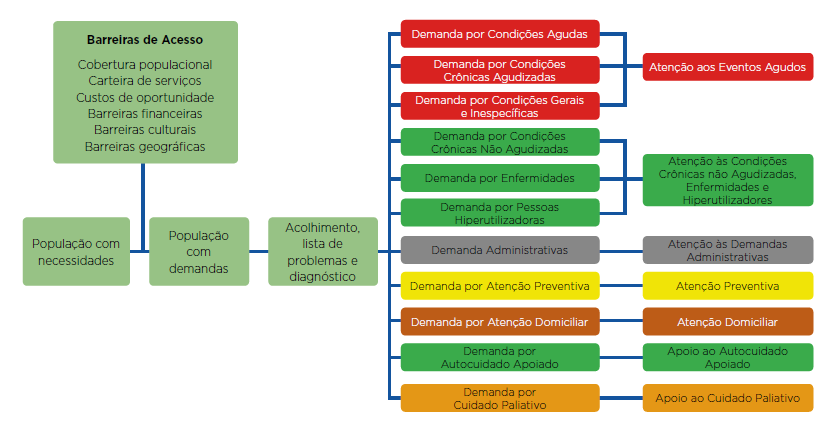 Barreiras de Acesso
Cobertura populacional
Carteira de serviços
Custos de oportunidade
Barreiras financeiras
Barreiras culturais
Barreiras geográficas
População com
necessidades
População
com
demandas
Acolhimento,
lista de
problemas e
diagnóstico
Demanda por Condições Agudas
Demanda por Condições
Crônicas Agudizadas
Demanda por Condições Gerais
e Inespecíficas
Atenção aos Eventos Agudos
Demanda por Condições
Crônicas Não Agudizadas
Demanda por Enfermidades
Demanda por Pessoas
Hiperutilizadoras
Atenção às Condições
Crônicas não Agudizadas,
Enfermidades e
Hiperutilizadores
Demanda Administrativas
Atenção às Demandas
Administrativas
Demanda por Atenção Preventiva
Atenção Preventiva
Demanda por Atenção Domiciliar
Atenção Domiciliar
Demanda por
Autocuidado Apoiado
Apoio ao Autocuidado
Apoiado
Demanda por
Cuidado Paliativo
Apoio ao Cuidado Paliativo